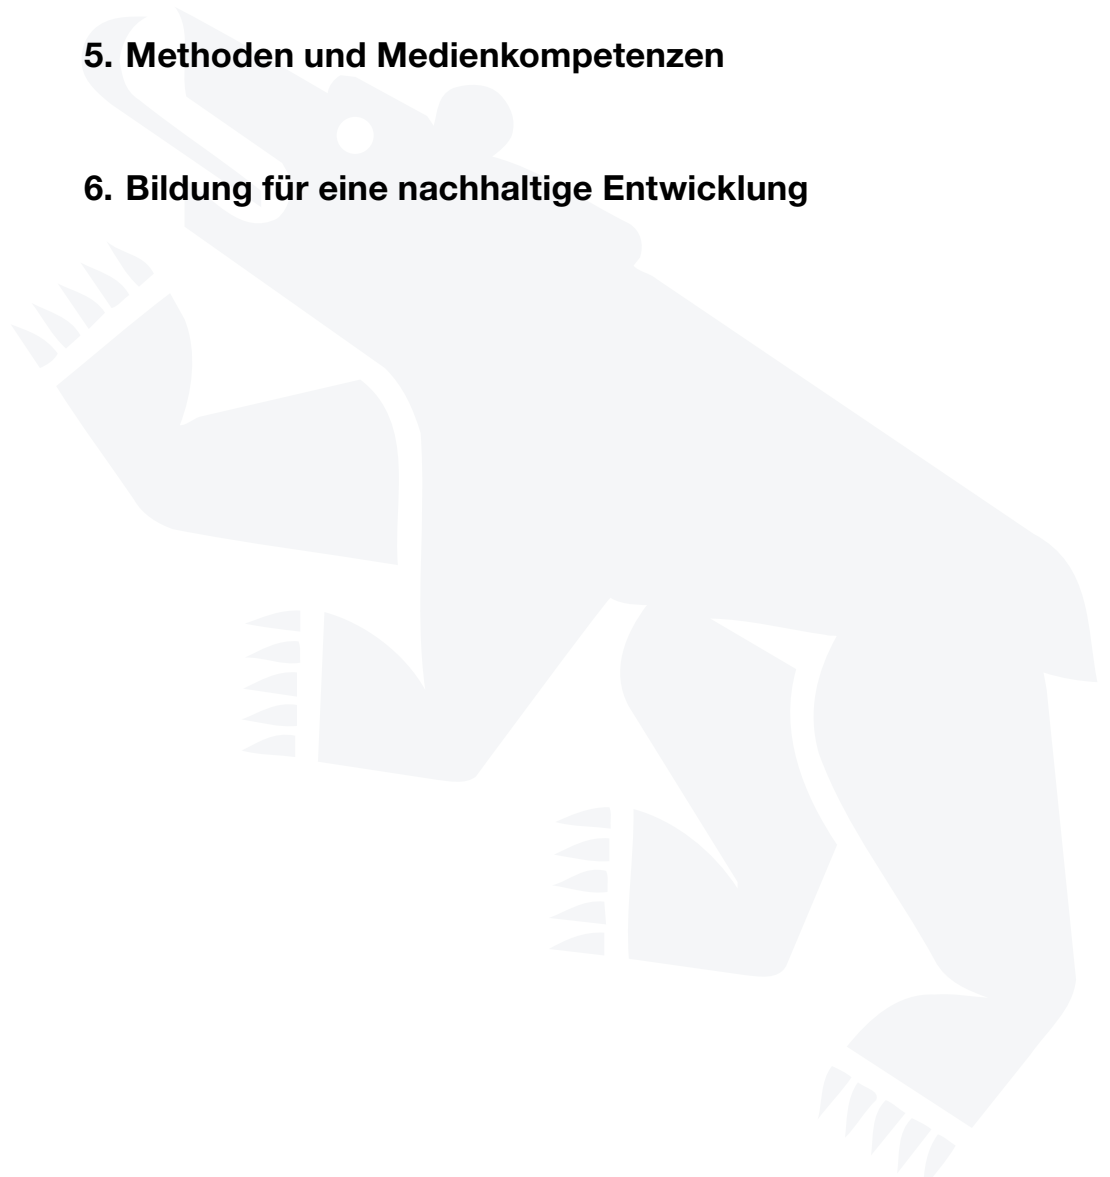 5. Methoden und Medienkompetenzen
6. Bildung für eine nachhaltige Entwicklung